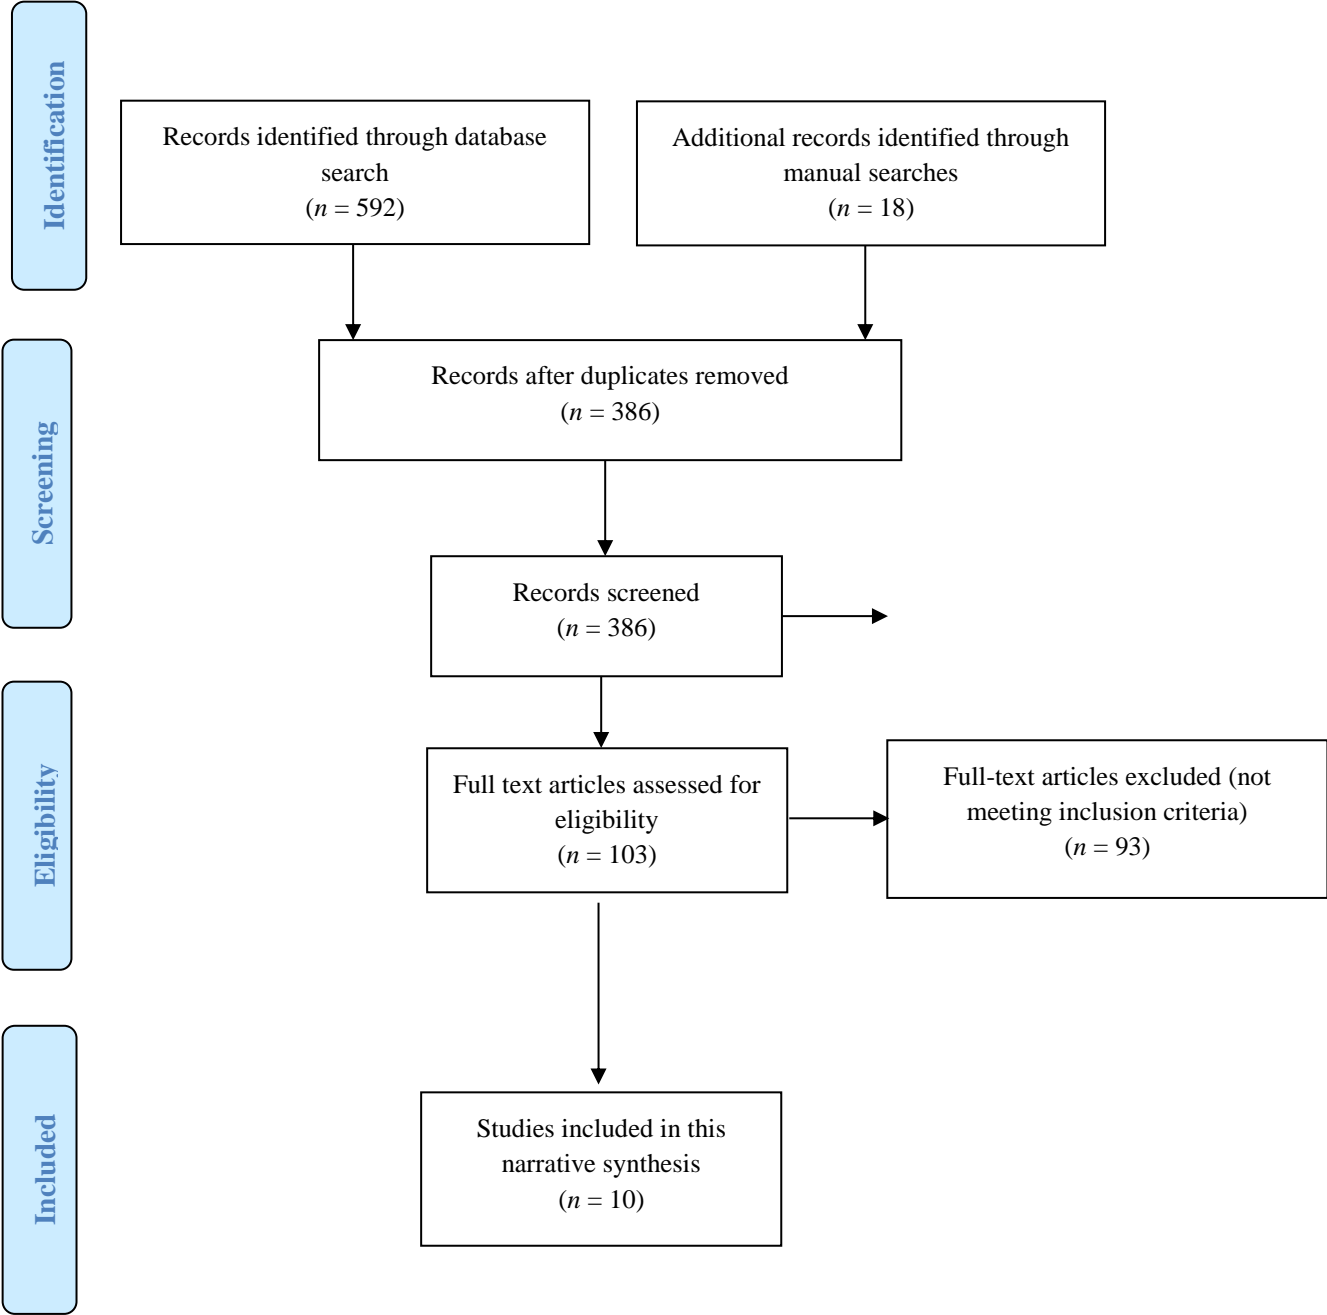 Identification
Records identified through database
search
(n = 592)
Additional records identified through
manual searches
(n = 18)
Screening
Records after duplicates removed
(n = 386)
Records screened
(n = 386)
Eligibility
Full text articles assessed for
eligibility
(n = 103)
Full-text articles excluded (not
meeting inclusion criteria)
(n = 93)
Included
Studies included in this
narrative synthesis
(n = 10)